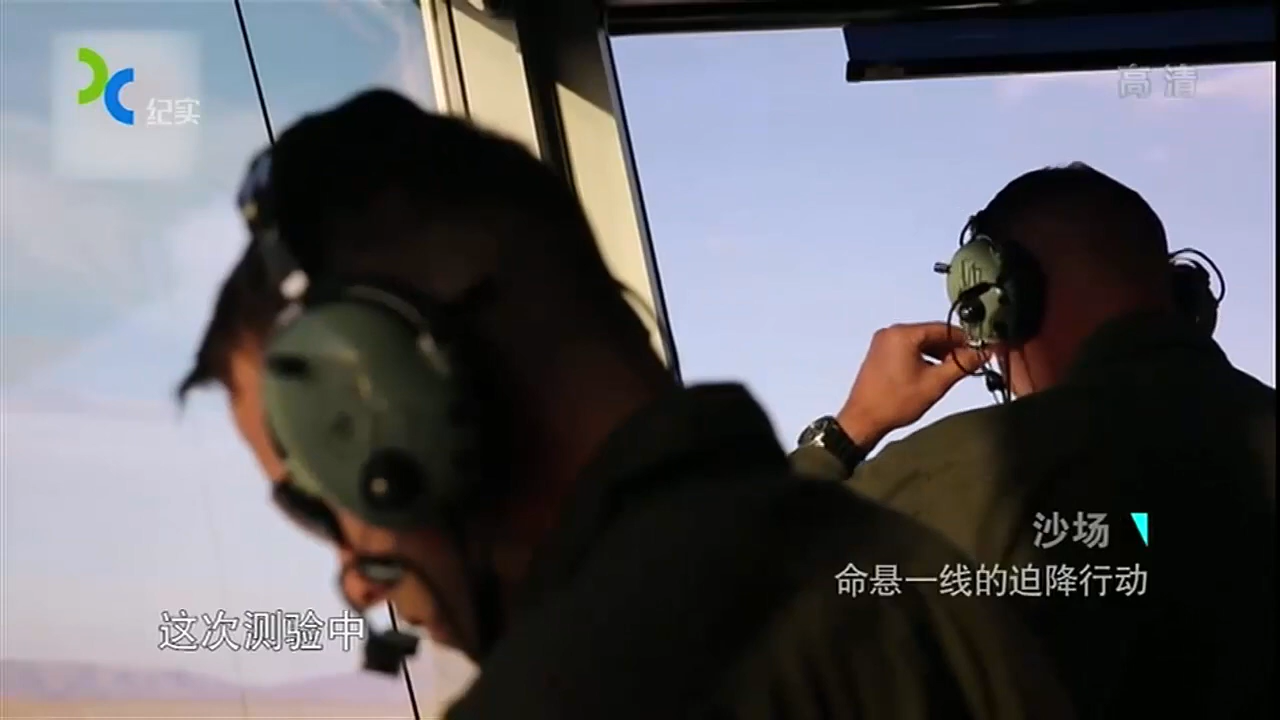 纪实
高清
沙场
命悬一线的迫降行动
这次测验中